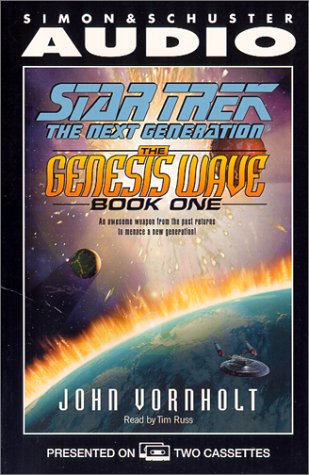 SIMON & SCHUSTER
AUDIO
STAR TREK
THE NEXT GENERATION
THE
GENESIS WAVE
BOOK ONE
An awesome weapon from the past returns
to menace a new generation!
JOHN VORNHOLT
Read by Tim Russ
PRESENTED ON TWO CASSETTES